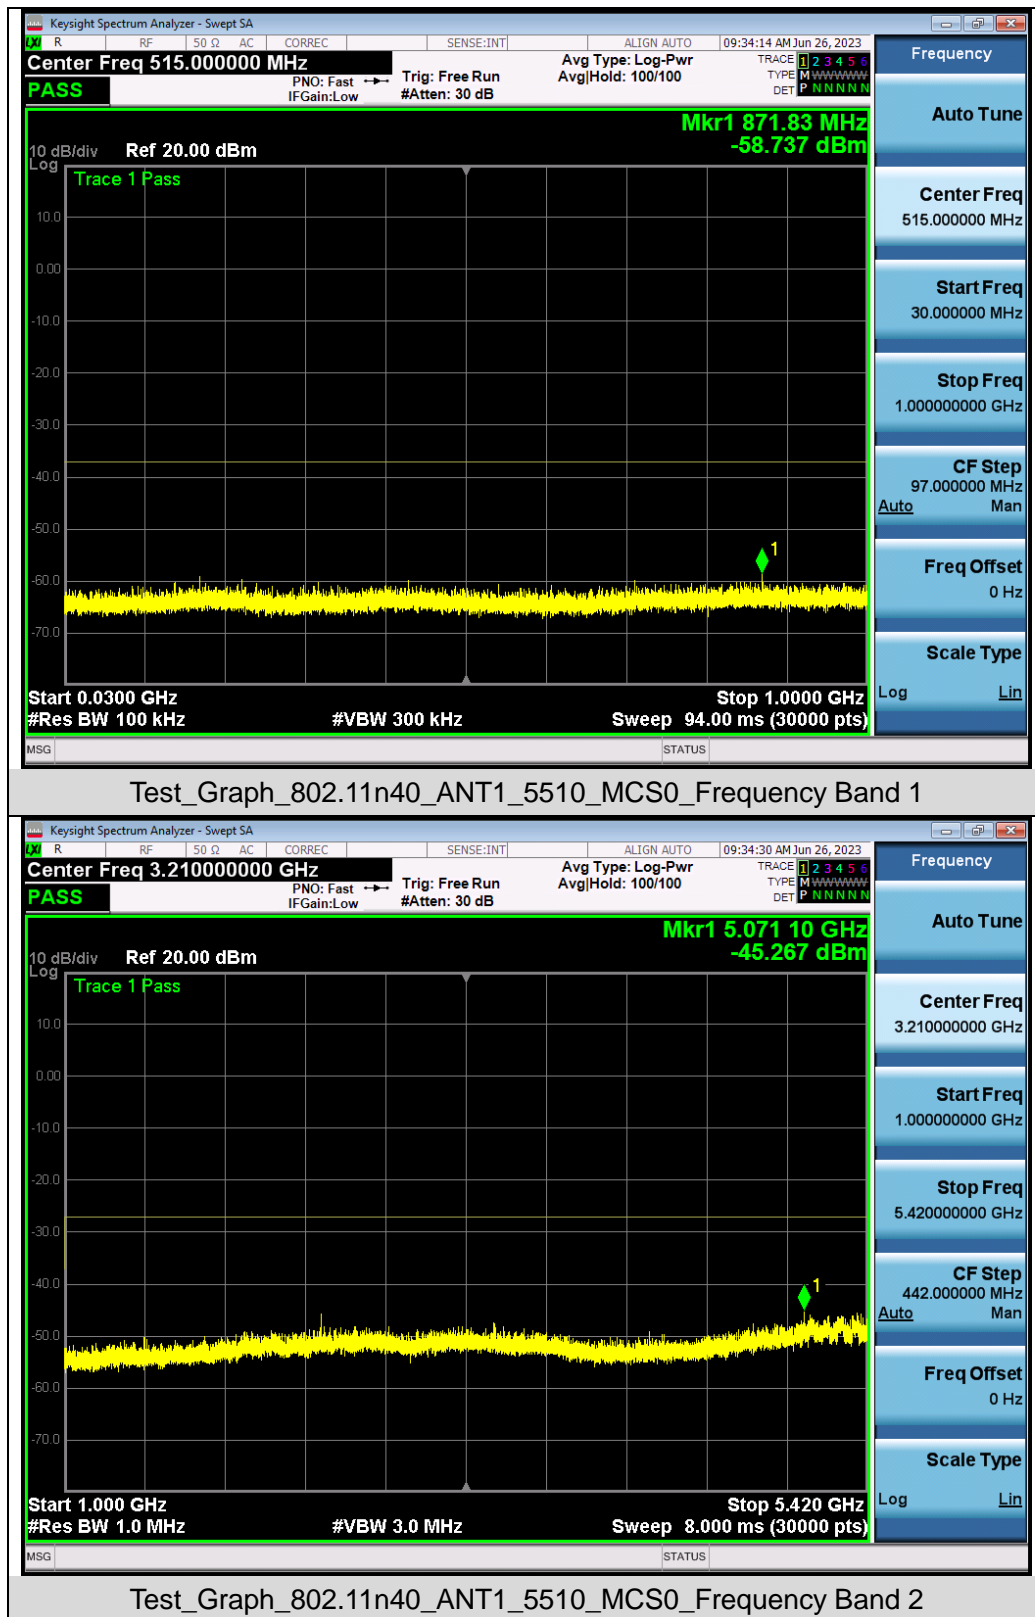 Keysight Spectrum Analyzer - Swept SA
LXI R RF 50 Ω AC CORREC SENSE:INT ALIGN AUTO 09:34:14 AM Jun 26, 2023
Center Freq 515.000000 MHz
PASS
PNO: Fast
IFGain:Low
Trig: Free Run
#Atten: 30 dB
Avg Type: Log-Pwr
Avg|Hold: 100/100
TRACE 1 2 3 4 5 6
TYPE M WWWWW
DET P N N N N N
Mkr1 871.83 MHz
-58.737 dBm
10 dB/div Ref 20.00 dBm
Log
Trace 1 Pass
10.0
0.00
-10.0
-20.0
-30.0
-40.0
-50.0
-60.0
-70.0
1
Start 0.0300 GHz Stop 1.0000 GHz
#Res BW 100 kHz #VBW 300 kHz Sweep 94.00 ms (30000 pts)
MSG STATUS
Frequency
Auto Tune
Center Freq
515.000000 MHz
Start Freq
30.000000 MHz
Stop Freq
1.000000000 GHz
CF Step
97.000000 MHz
Auto Man
Freq Offset
0 Hz
Scale Type
Log Lin
Test_Graph_802.11n40_ANT1_5510_MCS0_Frequency Band 1
Keysight Spectrum Analyzer - Swept SA
LXI R RF 50 Ω AC CORREC SENSE:INT ALIGN AUTO 09:34:30 AM Jun 26, 2023
Center Freq 3.210000000 GHz
PASS
PNO: Fast
IFGain:Low
Trig: Free Run
#Atten: 30 dB
Avg Type: Log-Pwr
Avg|Hold: 100/100
TRACE 1 2 3 4 5 6
TYPE M WWWWW
DET P N N N N N
Mkr1 5.071 10 GHz
-45.267 dBm
10 dB/div Ref 20.00 dBm
Log
Trace 1 Pass
10.0
0.00
-10.0
-20.0
-30.0
-40.0
-50.0
-60.0
-70.0
1
Start 1.000 GHz Stop 5.420 GHz
#Res BW 1.0 MHz #VBW 3.0 MHz Sweep 8.000 ms (30000 pts)
MSG STATUS
Frequency
Auto Tune
Center Freq
3.210000000 GHz
Start Freq
1.000000000 GHz
Stop Freq
5.420000000 GHz
CF Step
442.000000 MHz
Auto Man
Freq Offset
0 Hz
Scale Type
Log Lin
Test_Graph_802.11n40_ANT1_5510_MCS0_Frequency Band 2